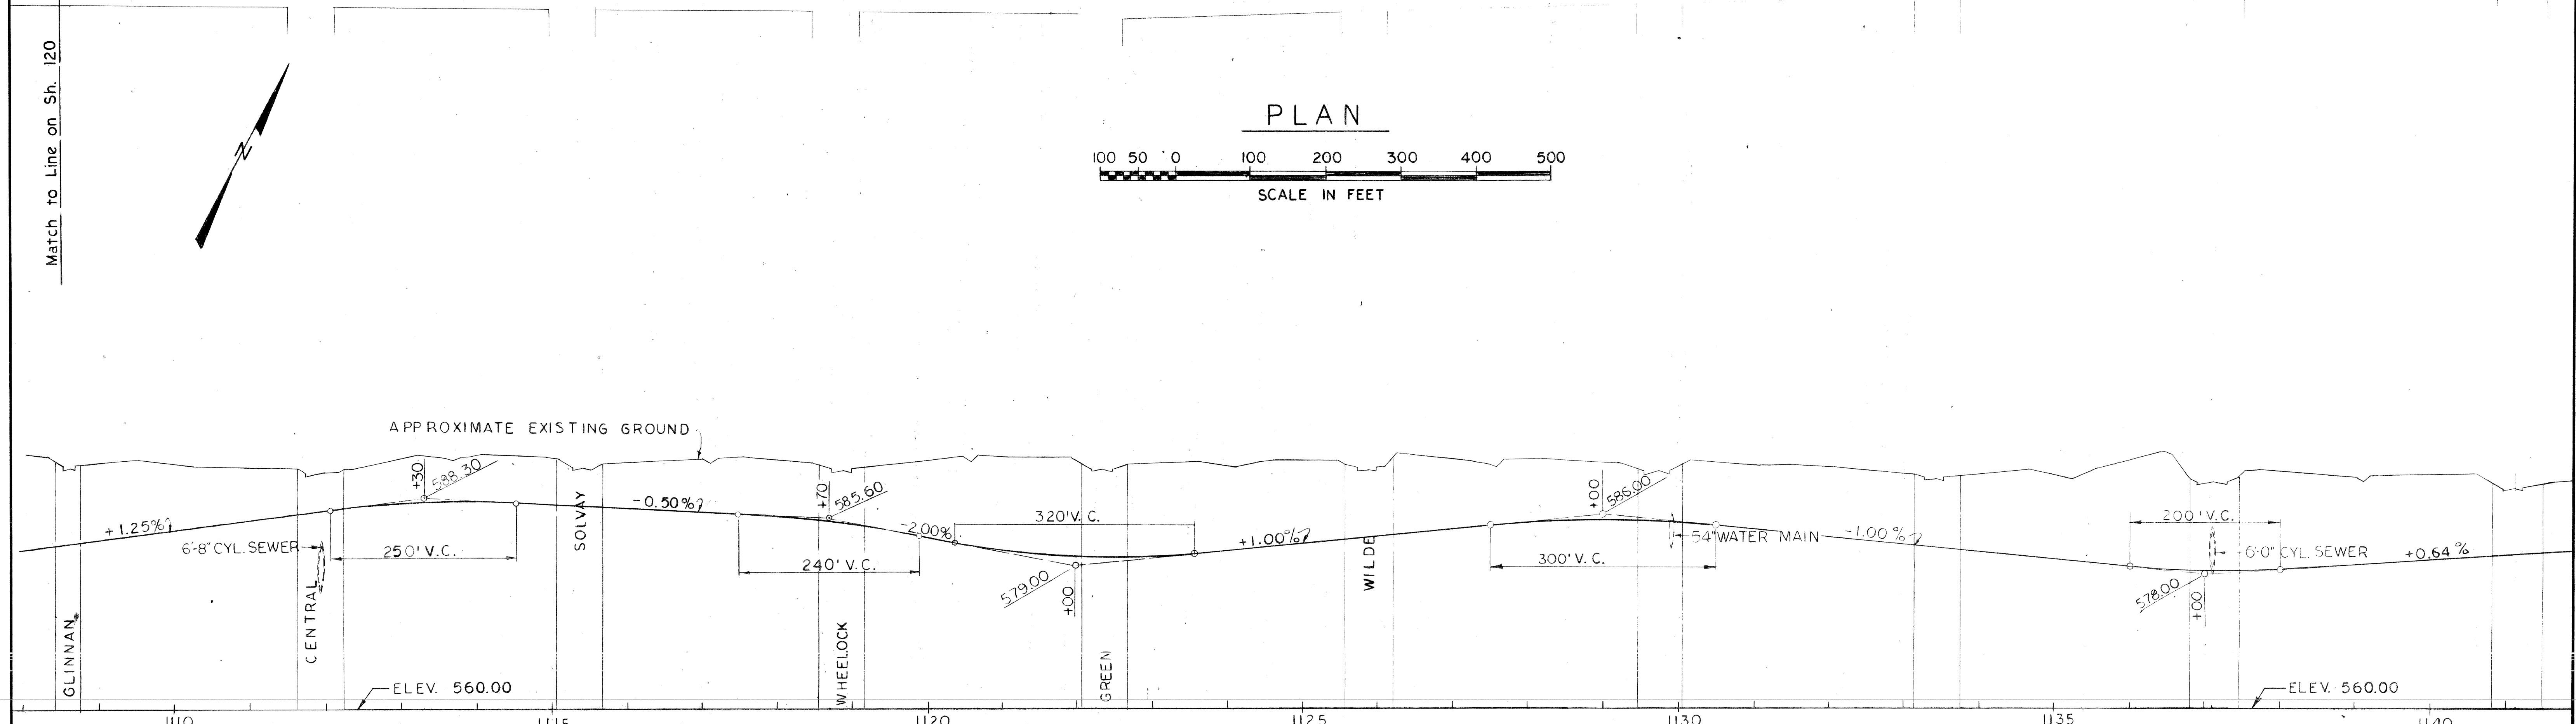 Match to Line on Sh. 120
N
PLAN
100 50 0 100 200 300 400 500
SCALE IN FEET
APPROXIMATE EXISTING GROUND
+30
588.30
+1.25%
6'-8" CYL. SEWER
250' V.C.
-0.50%
+70
585.60
240' V.C.
-2.00%
320' V.C.
579.00
+00
+1.00%
+00
586.00
300' V.C.
54" WATER MAIN
-1.00%
200' V.C.
6'-0" CYL. SEWER
+0.64%
578.00
+00
GLINNAN
CENTRAL
SOLVAY
WHEELOCK
GREEN
WILDE
ELEV. 560.00
ELEV. 560.00
1110 1115 1120 1125 1130 1135 1140